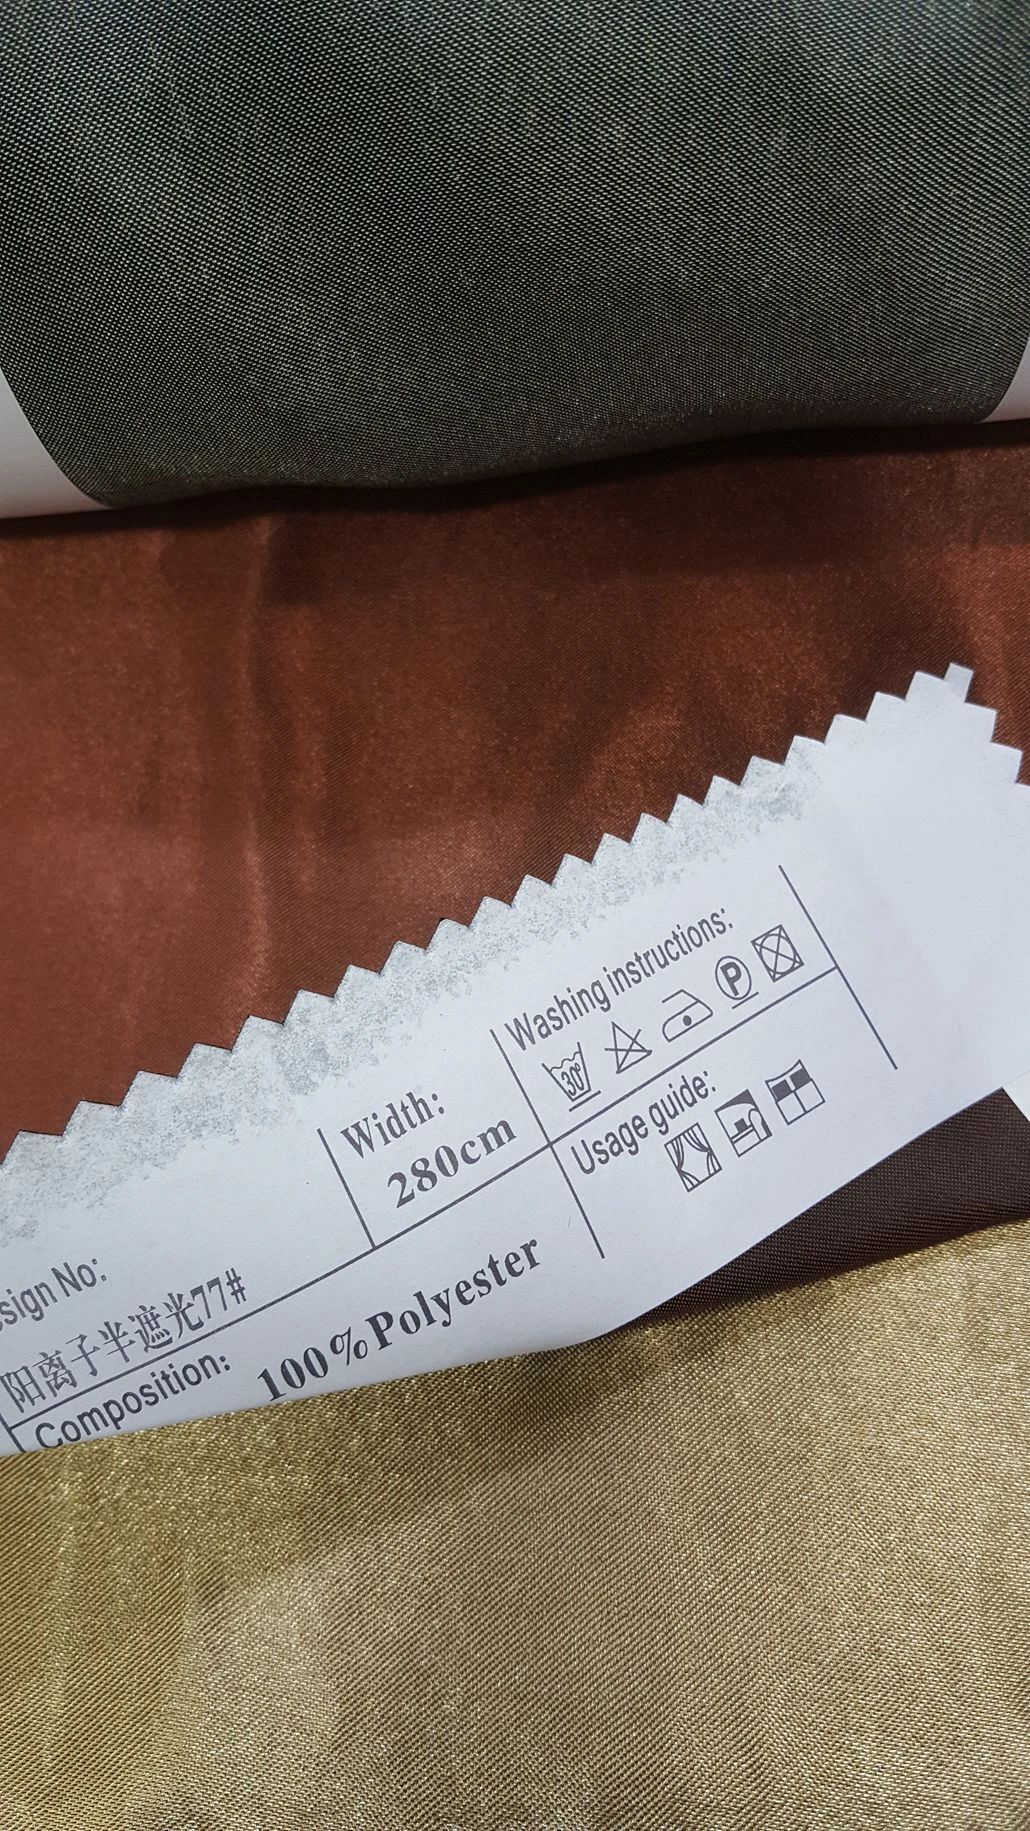 sign No:
阳离子半遮光77#
Width:
280cm
Composition:
100%Polyester
Washing instructions:
30°
P
Usage guide: